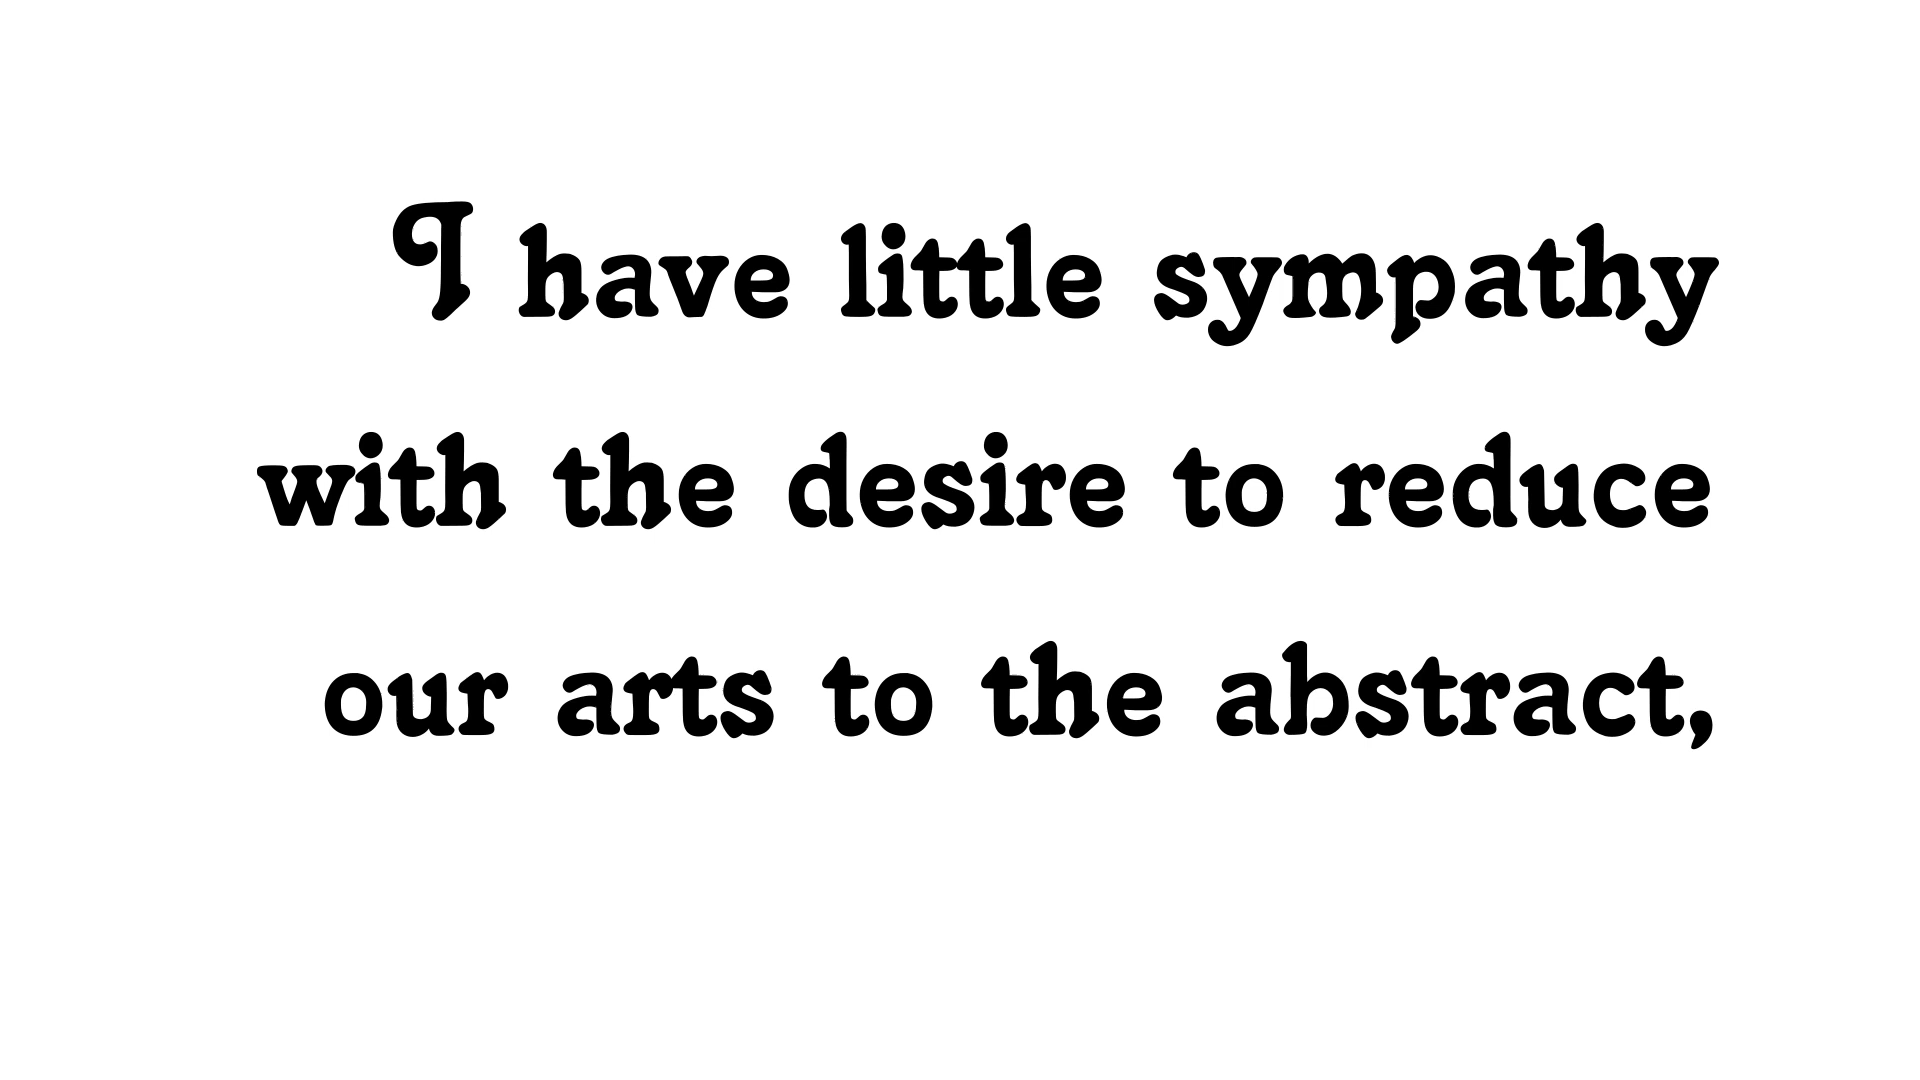 I have little sympathy
with the desire to reduce
our arts to the abstract,